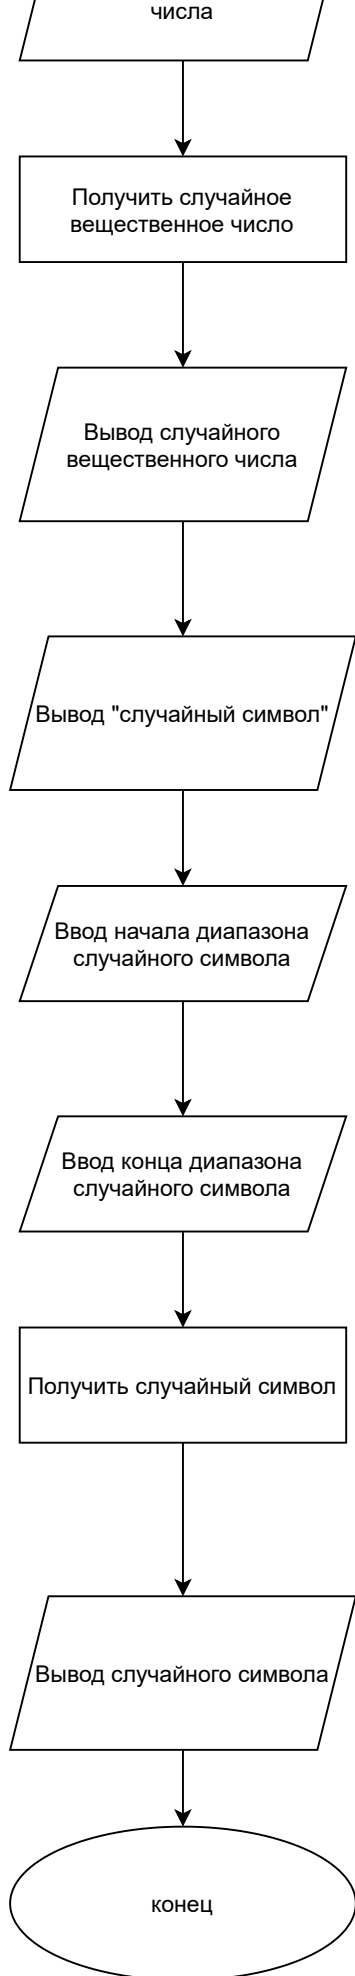 числа
Получить случайное
вещественное число
Вывод случайного
вещественного числа
Вывод "случайный символ"
Ввод начала диапазона
случайного символа
Ввод конца диапазона
случайного символа
Получить случайный символ
Вывод случайного символа
конец